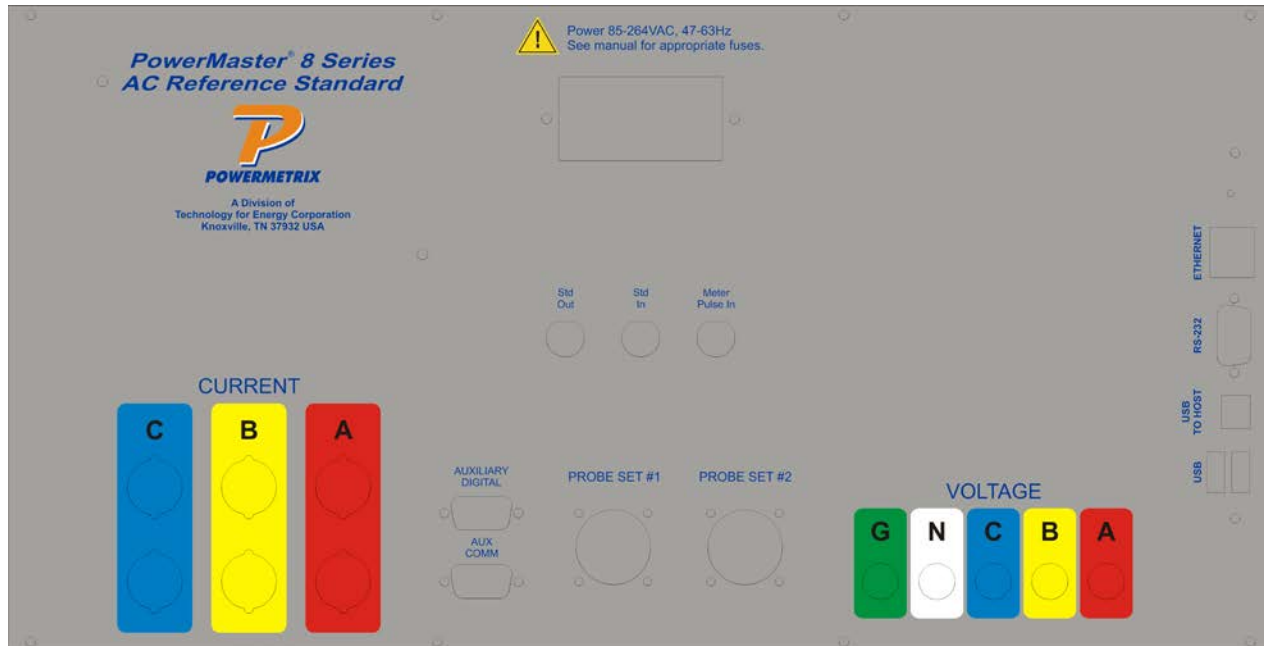 PowerMaster® 8 Series
AC Reference Standard
POWERMETRIX
A Division of
Technology for Energy Corporation
Knoxville, TN 37932 USA
!
Power 85-264VAC, 47-63Hz
See manual for appropriate fuses.
Std
Out
Std
In
Meter
Pulse In
ETHERNET
RS-232
USB
TO HOST
USB
CURRENT
C
B
A
AUXILIARY
DIGITAL
AUX
COMM
PROBE SET #1
PROBE SET #2
VOLTAGE
G
N
C
B
A